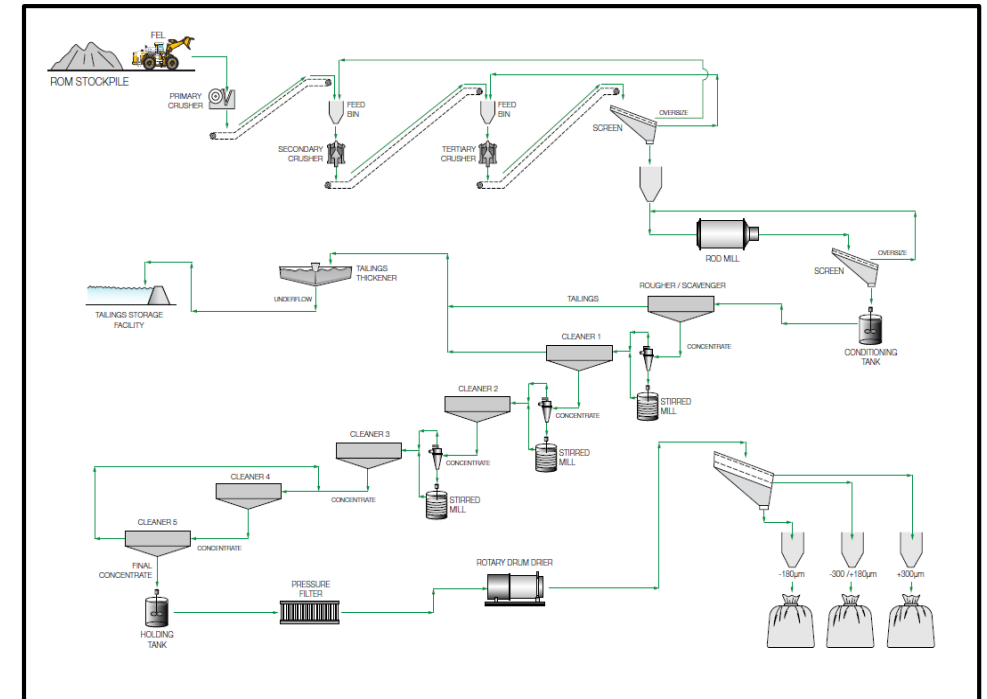 FEL
ROM STOCKPILE
PRIMARY
CRUSHER
FEED
BIN
SECONDARY
CRUSHER
FEED
BIN
TERTIARY
CRUSHER
OVERSIZE
SCREEN
ROD MILL
OVERSIZE
SCREEN
CONDITIONING
TANK
ROUGHER / SCAVENGER
TAILINGS
CONCENTRATE
TAILINGS
THICKENER
UNDERFLOW
TAILINGS STORAGE
FACILITY
CLEANER 1
CONCENTRATE
STIRRED
MILL
CLEANER 2
CONCENTRATE
STIRRED
MILL
CLEANER 3
CONCENTRATE
STIRRED
MILL
CLEANER 4
CONCENTRATE
CLEANER 5
FINAL
CONCENTRATE
HOLDING
TANK
PRESSURE
FILTER
ROTARY DRUM DRIER
-180µm
-300 /+180µm
+300µm